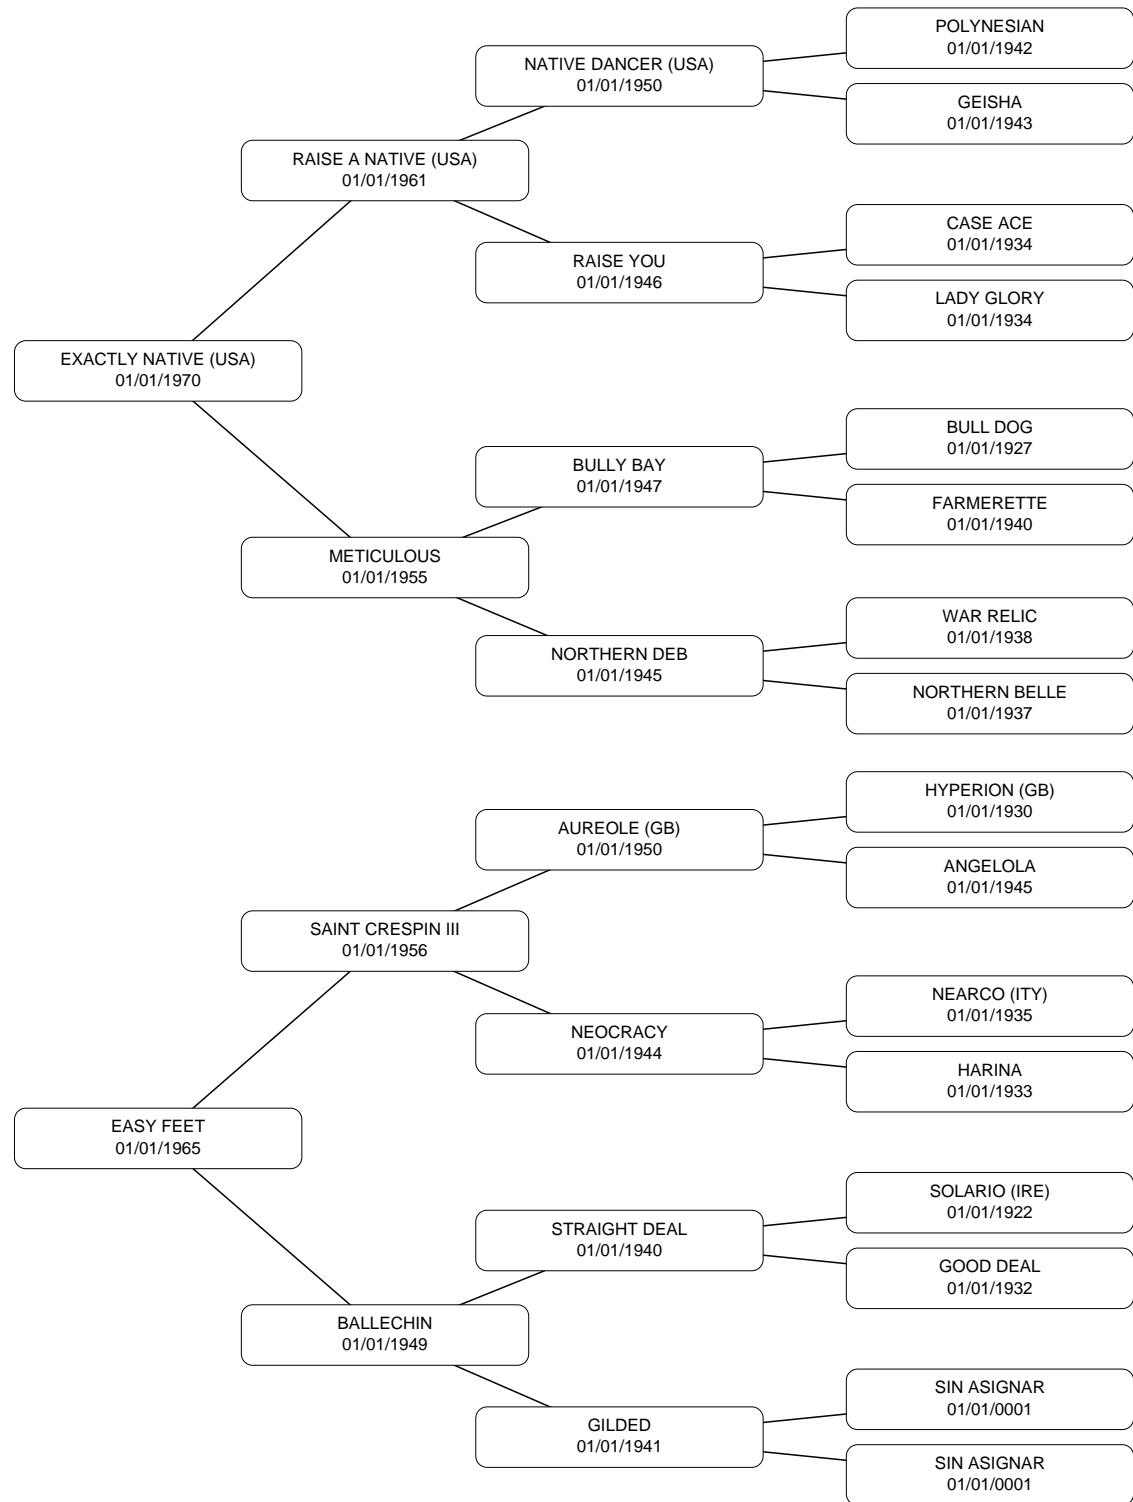 POLYNESIAN
01/01/1942
NATIVE DANCER (USA)
01/01/1950
GEISHA
01/01/1943
RAISE A NATIVE (USA)
01/01/1961
CASE ACE
01/01/1934
RAISE YOU
01/01/1946
LADY GLORY
01/01/1934
EXACTLY NATIVE (USA)
01/01/1970
BULL DOG
01/01/1927
BULLY BAY
01/01/1947
FARMERETTE
01/01/1940
METICULOUS
01/01/1955
WAR RELIC
01/01/1938
NORTHERN DEB
01/01/1945
NORTHERN BELLE
01/01/1937
HYPERION (GB)
01/01/1930
AUREOLE (GB)
01/01/1950
ANGELOLA
01/01/1945
SAINT CRESPIN III
01/01/1956
NEARCO (ITY)
01/01/1935
NEOCRACY
01/01/1944
HARINA
01/01/1933
EASY FEET
01/01/1965
SOLARIO (IRE)
01/01/1922
STRAIGHT DEAL
01/01/1940
GOOD DEAL
01/01/1932
BALLECHIN
01/01/1949
SIN ASIGNAR
01/01/0001
GILDED
01/01/1941
SIN ASIGNAR
01/01/0001